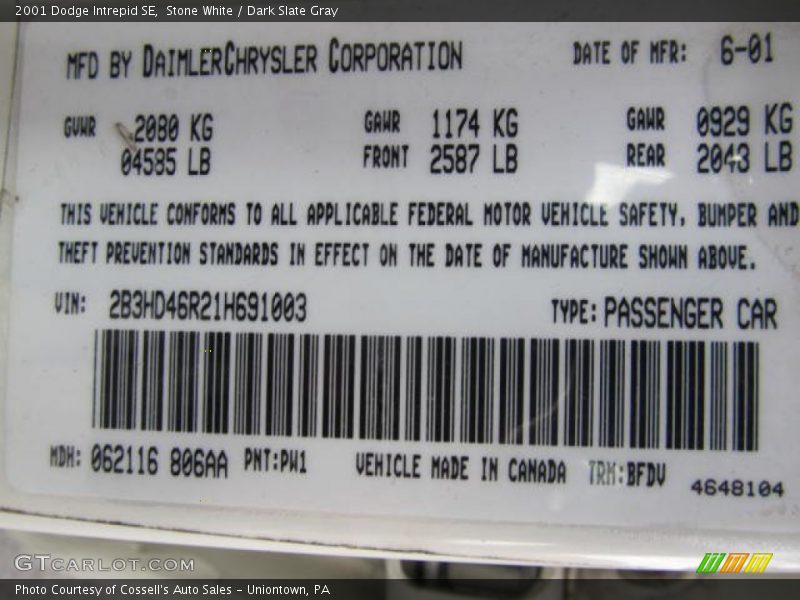 2001 Dodge Intrepid SE, Stone White / Dark Slate Gray
MFD BY DAIMLERCHRYSLER CORPORATION DATE OF MFR: 6-01
GVWR 2080 KG GAWR 1174 KG GAWR 0929 KG
04585 LB FRONT 2587 LB REAR 2043 LB
THIS VEHICLE CONFORMS TO ALL APPLICABLE FEDERAL MOTOR VEHICLE SAFETY, BUMPER AND
THEFT PREVENTION STANDARDS IN EFFECT ON THE DATE OF MANUFACTURE SHOWN ABOVE.
VIN: 2B3HD46R21H691003 TYPE: PASSENGER CAR
MDH: 062116 806AA PNT:PW1 VEHICLE MADE IN CANADA TRM:BFDV
4648104
GTCARLOT.COM
Photo Courtesy of Cossell's Auto Sales - Uniontown, PA